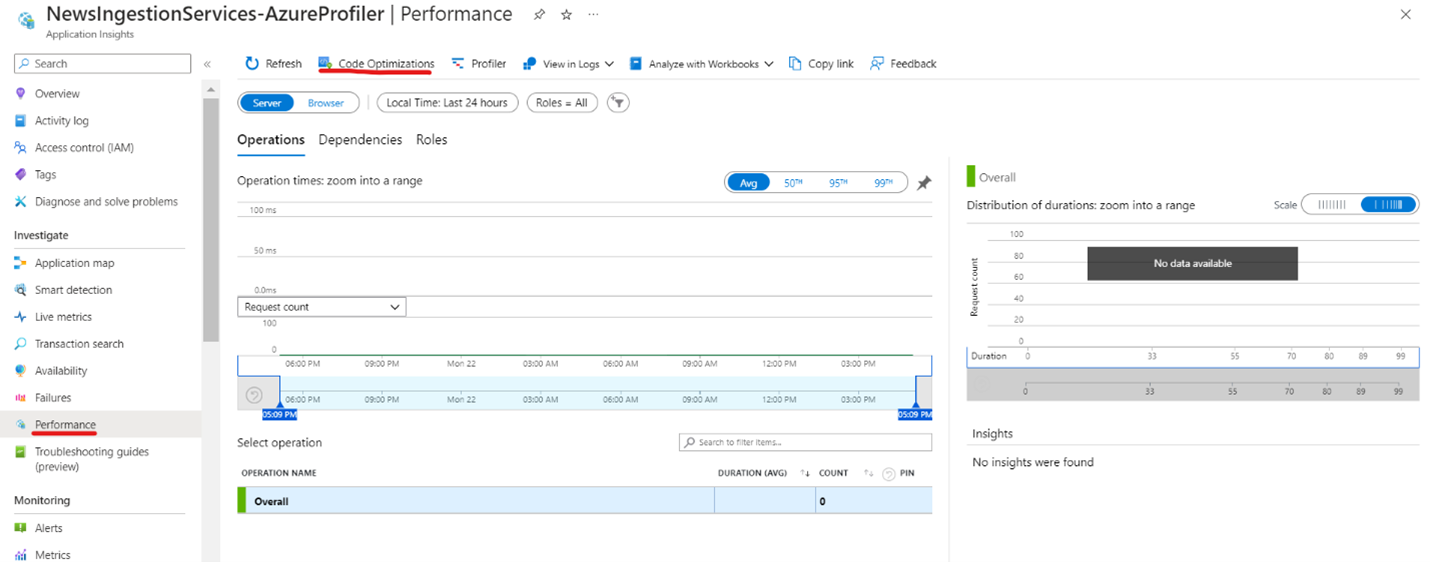 NewsIngestionServices-AzureProfiler | Performance
Application Insights
Search
Overview
Activity log
Access control (IAM)
Tags
Diagnose and solve problems
Investigate
Application map
Smart detection
Live metrics
Transaction search
Availability
Failures
Performance
Troubleshooting guides
(preview)
Monitoring
Alerts
Metrics
Refresh Code Optimizations Profiler View in Logs Analyze with Workbooks Copy link Feedback
Server Browser Local Time: Last 24 hours Roles = All
Operations Dependencies Roles
Operation times: zoom into a range Avg 50TH 95TH 99TH
100 ms
50 ms
0.0ms
Request count
100
0
06:00 PM 09:00 PM Mon 22 03:00 AM 06:00 AM 09:00 AM 12:00 PM 03:00 PM
06:00 PM 09:00 PM Mon 22 03:00 AM 06:00 AM 09:00 AM 12:00 PM 03:00 PM
05:09 PM 05:09 PM
Select operation Search to filter items...
OPERATION NAME DURATION (AVG) COUNT PIN
Overall 0
Overall
Distribution of durations: zoom into a range Scale
Request count
100
80
60
40
20
0
No data available
Duration 0 33 55 70 80 89 99
0 33 55 70 80 89 99
Insights
No insights were found